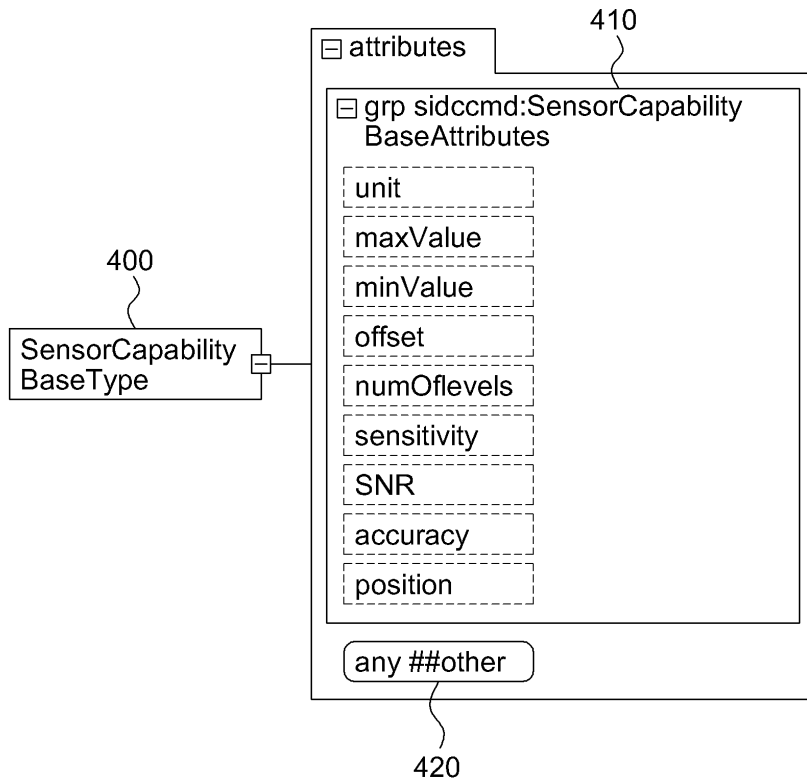 attributes
410
grp sidccmd:SensorCapability
BaseAttributes
unit
maxValue
minValue
offset
numOflevels
sensitivity
SNR
accuracy
position
400
SensorCapability
BaseType
any ##other
420